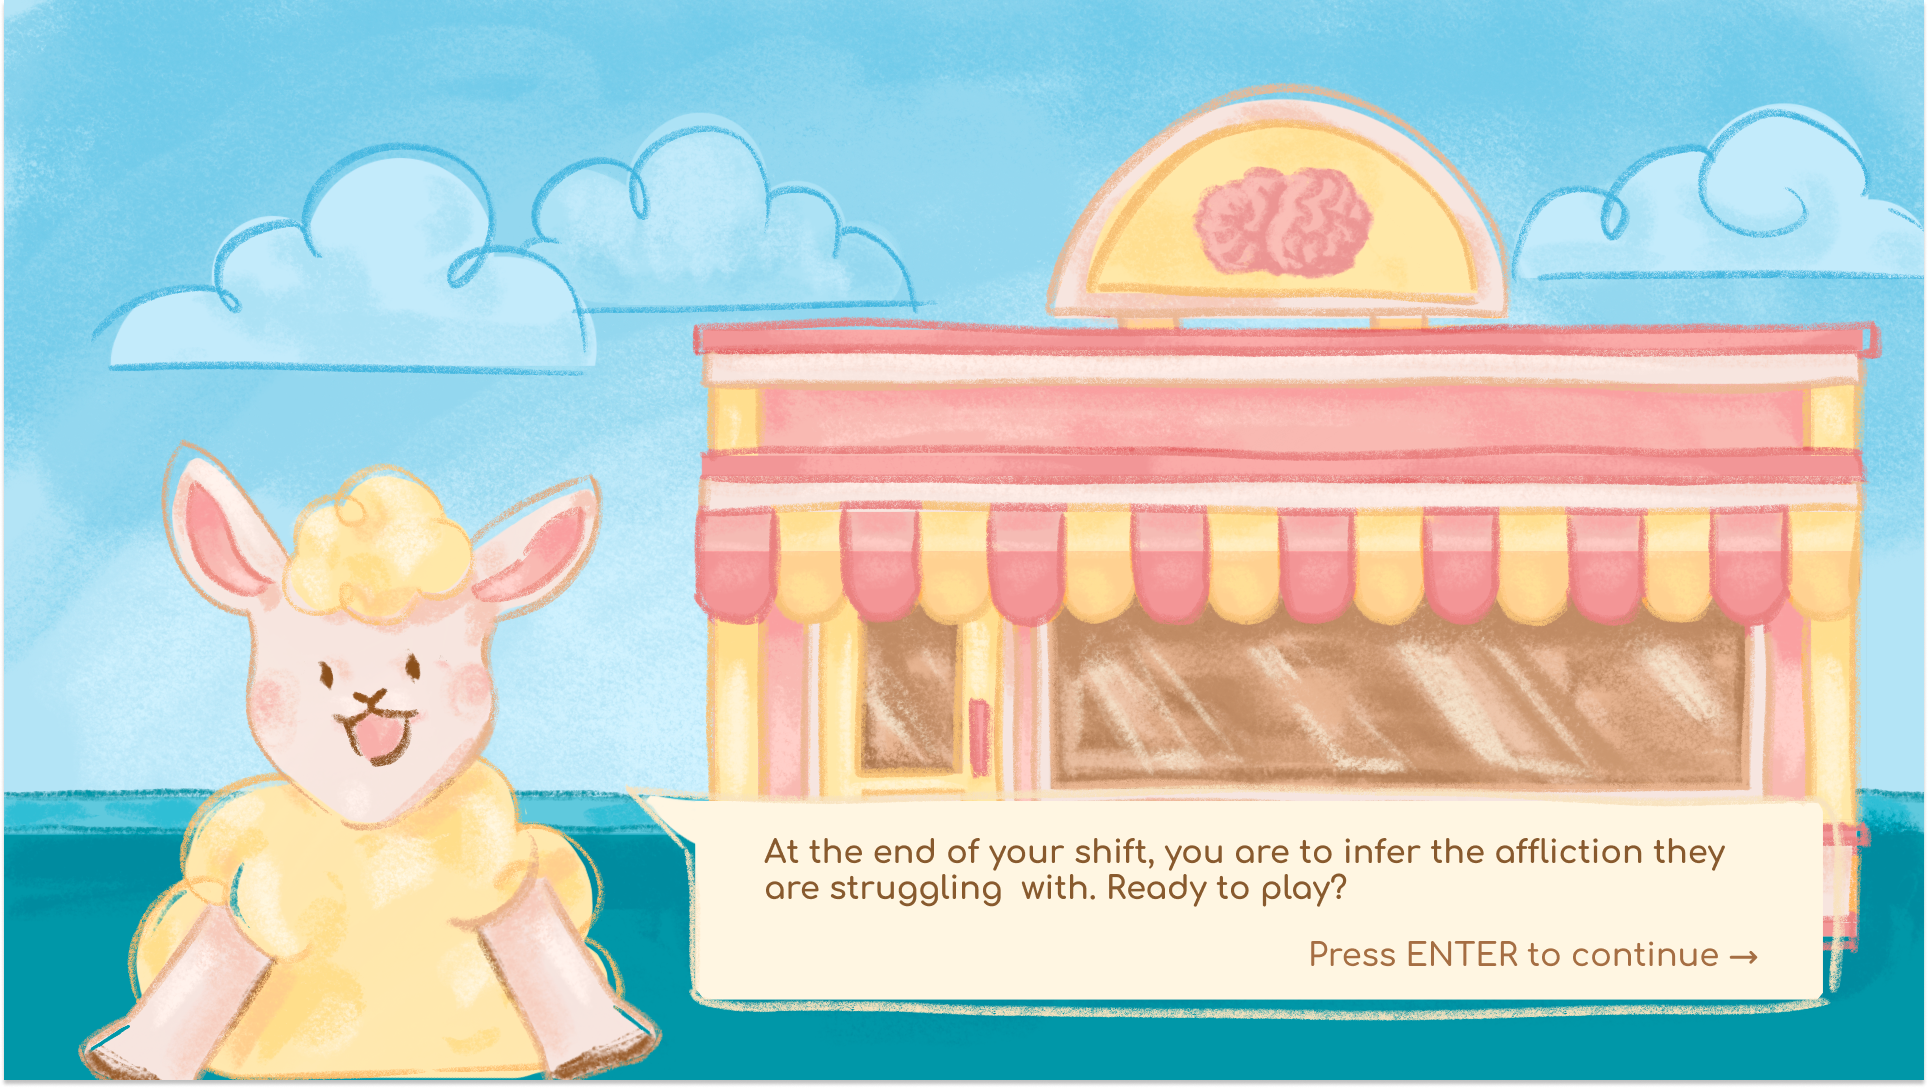 At the end of your shift, you are to infer the affliction they
are struggling  with. Ready to play?
Press ENTER to continue →